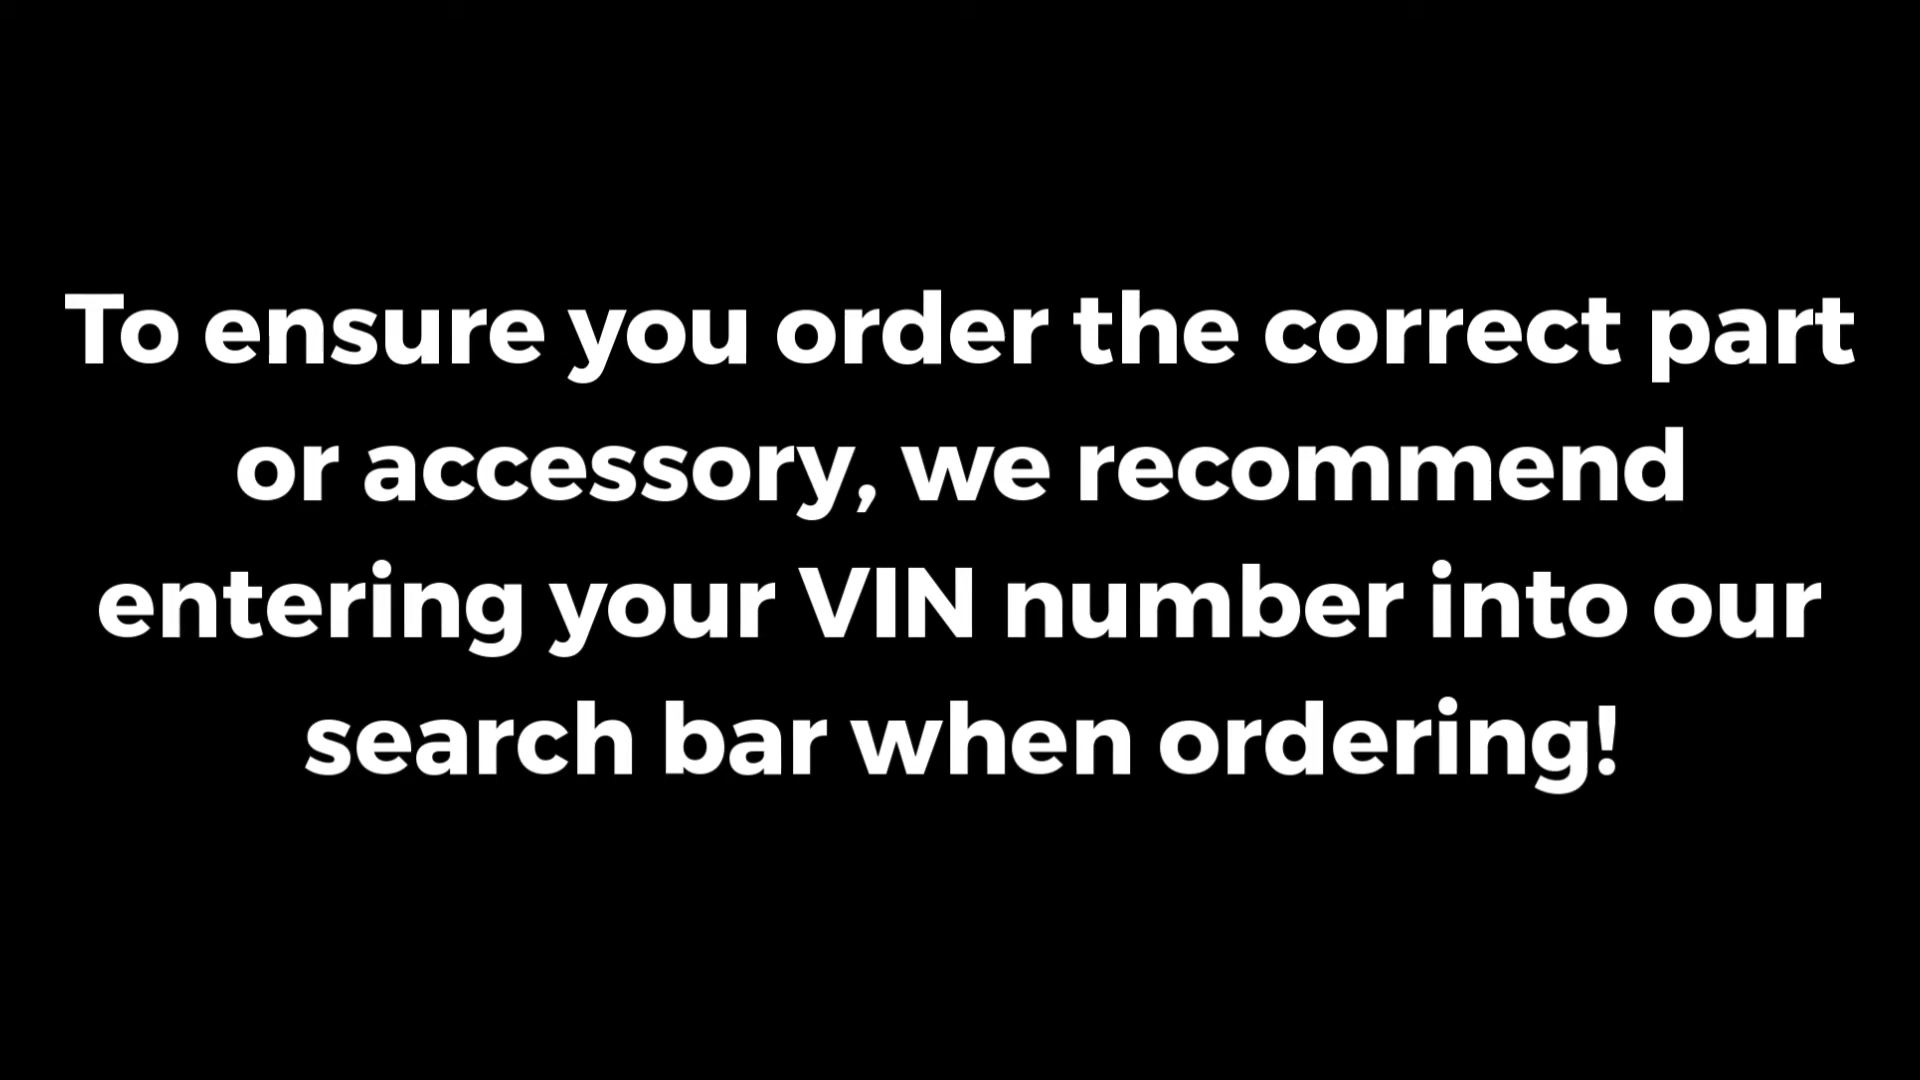 To ensure you order the correct part
or accessory, we recommend
entering your VIN number into our
search bar when ordering!